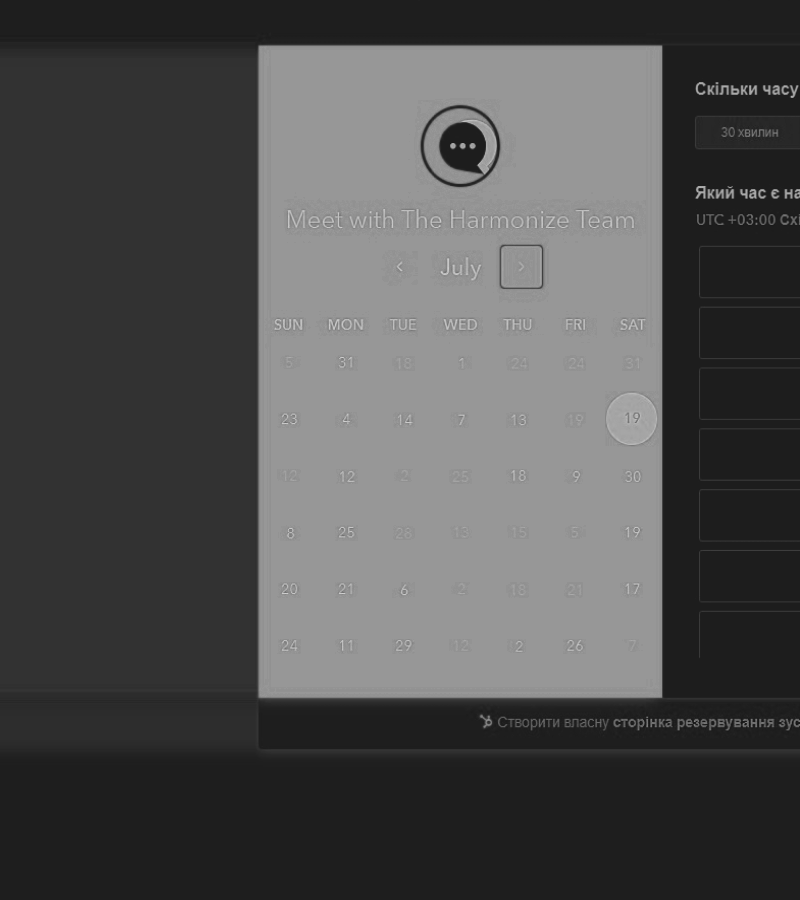 Meet with The Harmonize Team
July
SUN MON TUE WED THU FRI SAT
5 31 18 1 24 24 31
23 4 14 7 13 19 19
12 12 2 25 18 9 30
8 25 28 13 15 5 19
20 21 6 2 18 21 17
24 11 29 12 2 26 7
Скільки часу
30 хвилин
Який час є на
UTC +03:00 Схі
Створити власну сторінка резервування зус